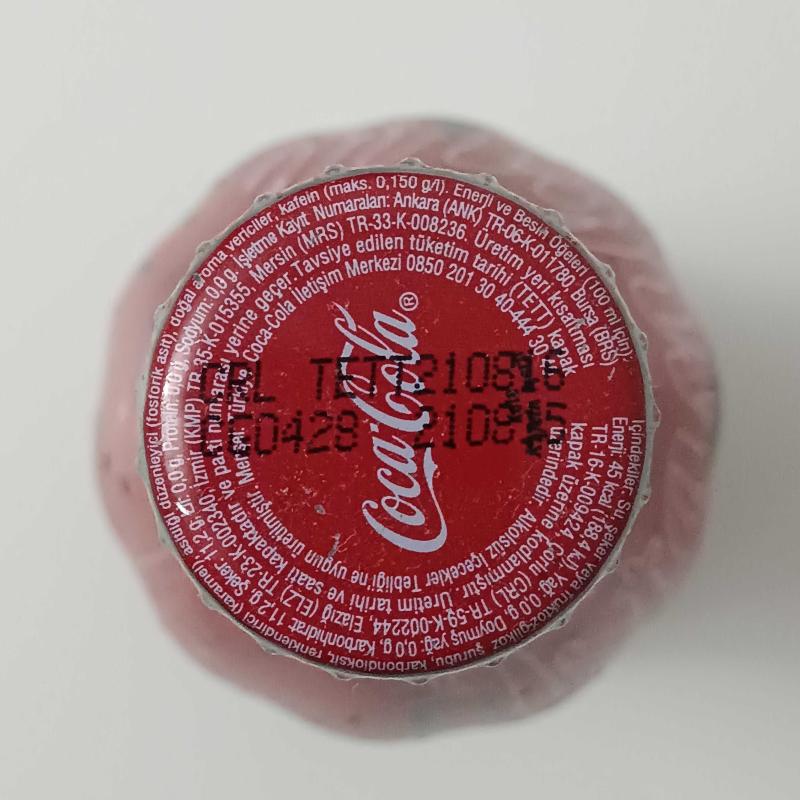 İçindekiler: Su, şeker karbondioksit, renklendirici (karamel), asitliği düzenleyici (fosforik asit), doğal aroma vericiler, kafein (maks. 0,150 g/l). Enerji ve Besin Öğeleri (100 ml için):
Enerji: 45 kcal (188 kJ), Yağ: 0,0 g, Doymuş yağ: 0,0 g, Karbonhidrat: 11,2 g, Şeker: 11,2 g, Protein: 0,0 g, Sodyum: 0,0 g. İşletme Kayıt Numaraları: Ankara (ANK) TR-06-K-011780, Bursa (BRS)
TR-16-K-009424, Çorlu (CRL) TR-59-K-002244, Elazığ (ELZ) TR-23-K-002340, İzmir (KMP) TR-35-K-015355, Mersin (MRS) TR-33-K-008236. Üretim yeri kısaltması
kapak üzerine kodlanmıştır. Üretim tarihi ve saati kapaktadır ve parti numarası yerine geçer. Tavsiye edilen tüketim tarihi (TETT) kapak
üzerindedir. Alkolsüz İçecekler Tebliği'ne uygun üretilmiştir. Menşei: Türkiye Coca-Cola İletişim Merkezi 0850 201 30 40-444 30 40
Coca-Cola®